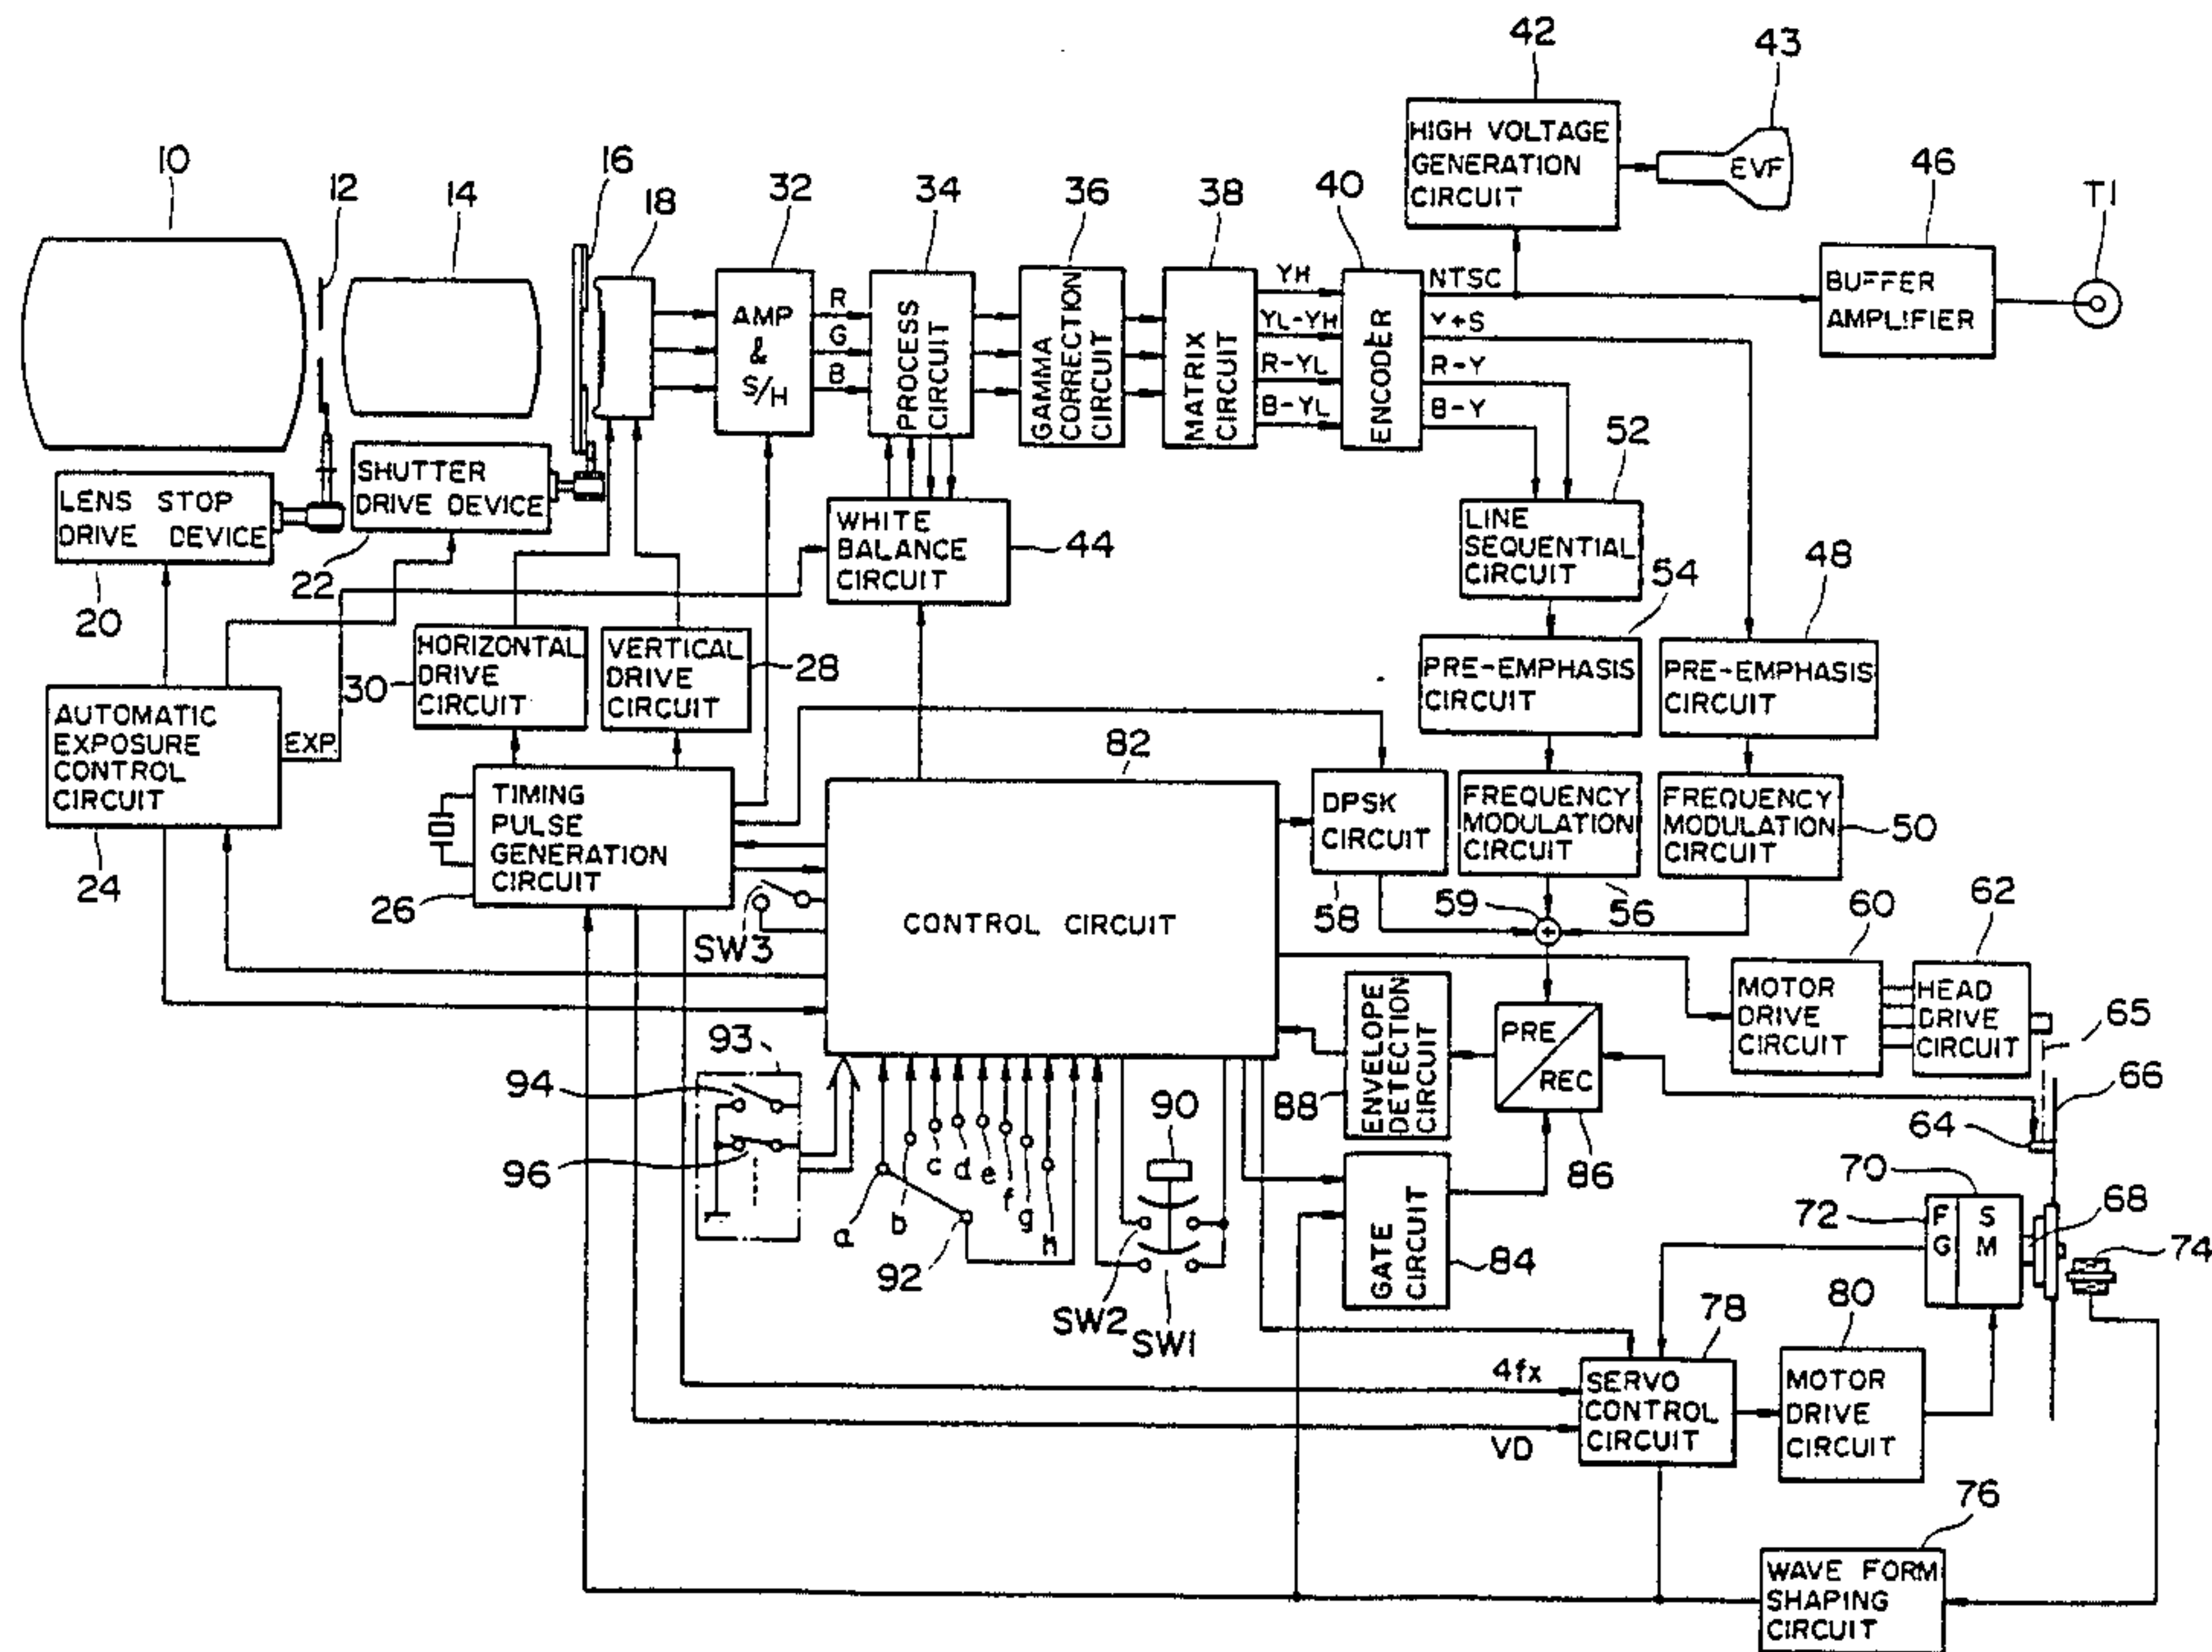 42
43
HIGH VOLTAGE
GENERATION
CIRCUIT
EVF
46
T1
10
12
14
16
18
32
34
36
38
40
AMP
&
S/H
R
G
B
PROCESS
CIRCUIT
GAMMA
CORRECTION
CIRCUIT
MATRIX
CIRCUIT
YH
YL-YH
R-YL
B-YL
ENCODER
NTSC
Y+S
R-Y
B-Y
BUFFER
AMPLIFIER
LENS STOP
DRIVE DEVICE
20
SHUTTER
DRIVE DEVICE
22
WHITE
BALANCE
CIRCUIT
44
52
LINE
SEQUENTIAL
CIRCUIT
54
48
HORIZONTAL
DRIVE
CIRCUIT
30
VERTICAL
DRIVE
CIRCUIT
28
PRE-EMPHASIS
CIRCUIT
PRE-EMPHASIS
CIRCUIT
AUTOMATIC
EXPOSURE
CONTROL
CIRCUIT
EXP.
24
TIMING
PULSE
GENERATION
CIRCUIT
26
82
CONTROL CIRCUIT
DPSK
CIRCUIT
58
FREQUENCY
MODULATION
CIRCUIT
56
FREQUENCY
MODULATION
CIRCUIT
50
59
+
SW3
60
62
MOTOR
DRIVE
CIRCUIT
HEAD
DRIVE
CIRCUIT
65
66
64
ENVELOPE
DETECTION
CIRCUIT
88
PRE
REC
86
93
94
96
a
b
c
d
e
f
g
h
92
90
SW2
SW1
GATE
CIRCUIT
84
70
72
F
G
S
M
68
74
78
80
4fx
VD
SERVO
CONTROL
CIRCUIT
MOTOR
DRIVE
CIRCUIT
76
WAVE FORM
SHAPING
CIRCUIT